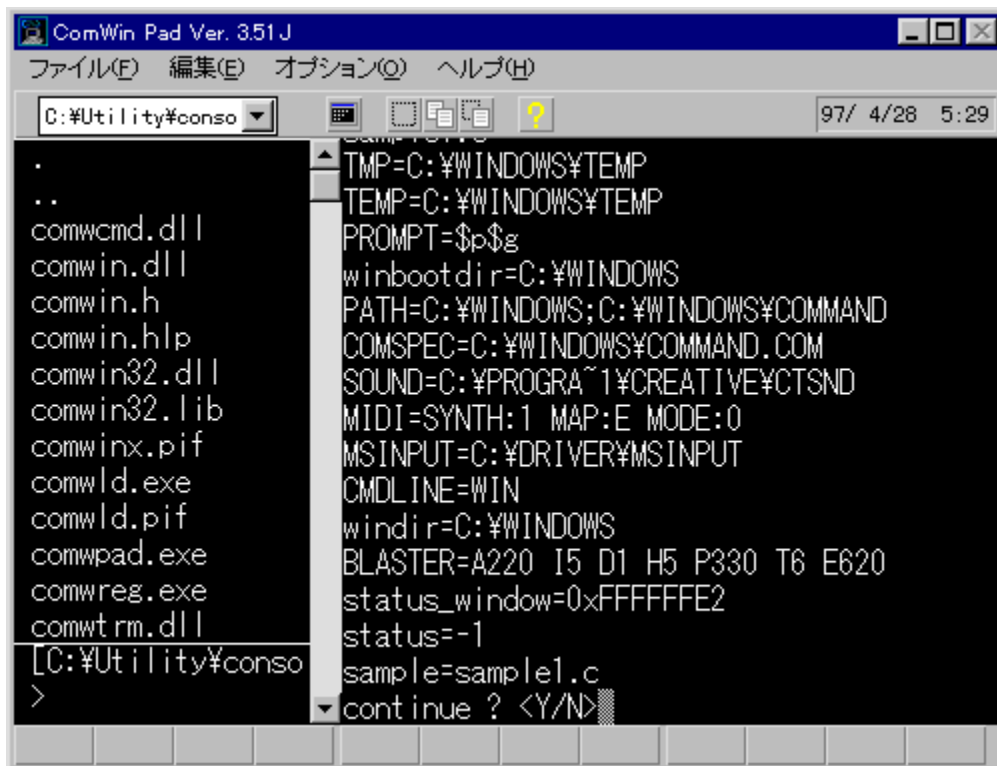 ComWin Pad Ver. 3.51J
ファイル(F) 編集(E) オプション(O) ヘルプ(H)
C:¥Utility¥conso
97/ 4/28 5:29
.
..
comwcmd.dll
comwin.dll
comwin.h
comwin.hlp
comwin32.dll
comwin32.lib
comwinx.pif
comwld.exe
comwld.pif
comwpad.exe
comwreg.exe
comwtrm.dll
[C:¥Utility¥conso
>
sample1.c
TMP=C:¥WINDOWS¥TEMP
TEMP=C:¥WINDOWS¥TEMP
PROMPT=$p$g
winbootdir=C:¥WINDOWS
PATH=C:¥WINDOWS;C:¥WINDOWS¥COMMAND
COMSPEC=C:¥WINDOWS¥COMMAND.COM
SOUND=C:¥PROGRA~1¥CREATIVE¥CTSND
MIDI=SYNTH:1 MAP:E MODE:0
MSINPUT=C:¥DRIVER¥MSINPUT
CMDLINE=WIN
windir=C:¥WINDOWS
BLASTER=A220 I5 D1 H5 P330 T6 E620
status_window=0xFFFFFFE2
status=-1
sample=sample1.c
continue ? <Y/N>